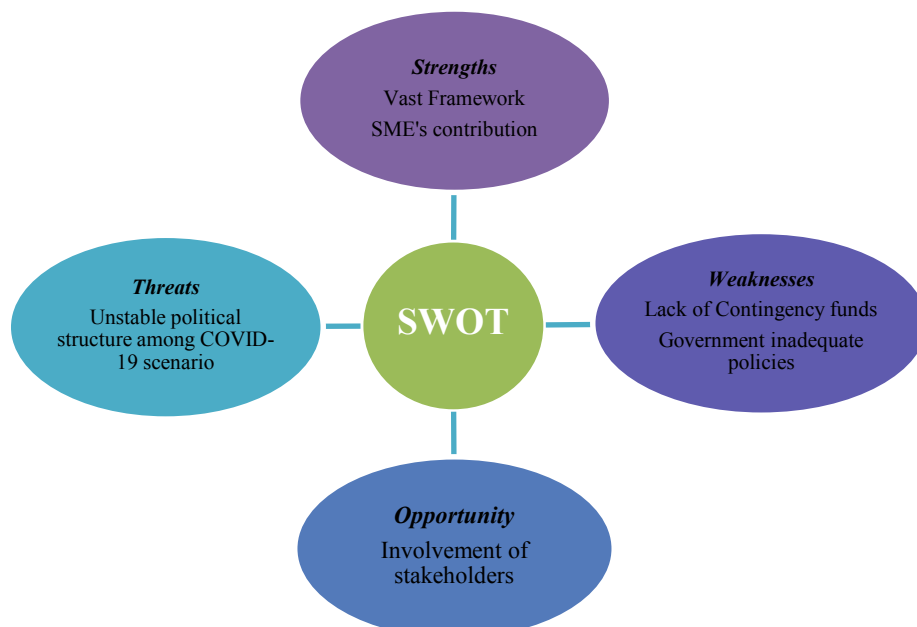 Strengths
Vast Framework
SME's contribution
Threats
Unstable political
structure among COVID-
19 scenario
SWOT
Weaknesses
Lack of Contingency funds
Government inadequate
policies
Opportunity
Involvement of
stakeholders